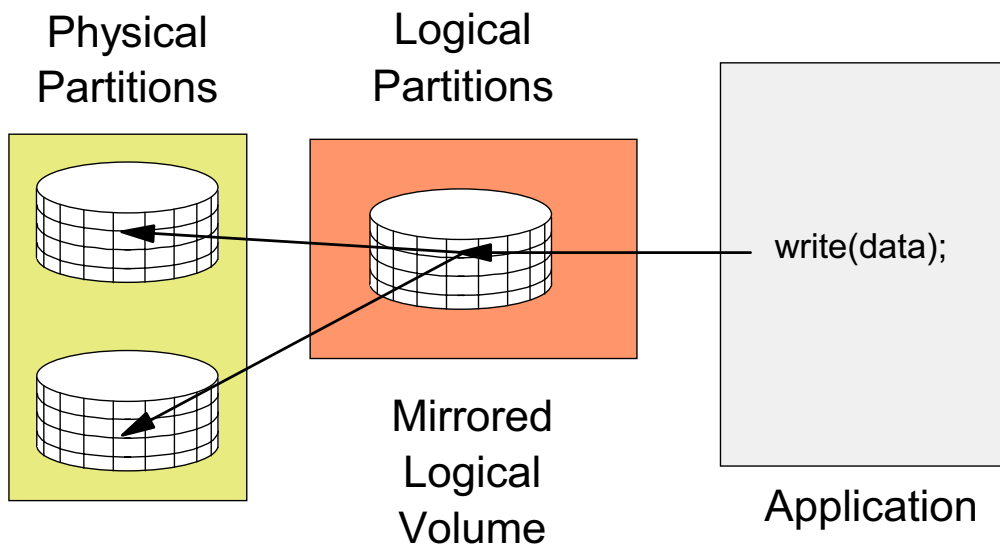 Physical
Partitions
Logical
Partitions
write(data);
Mirrored
Logical
Volume
Application